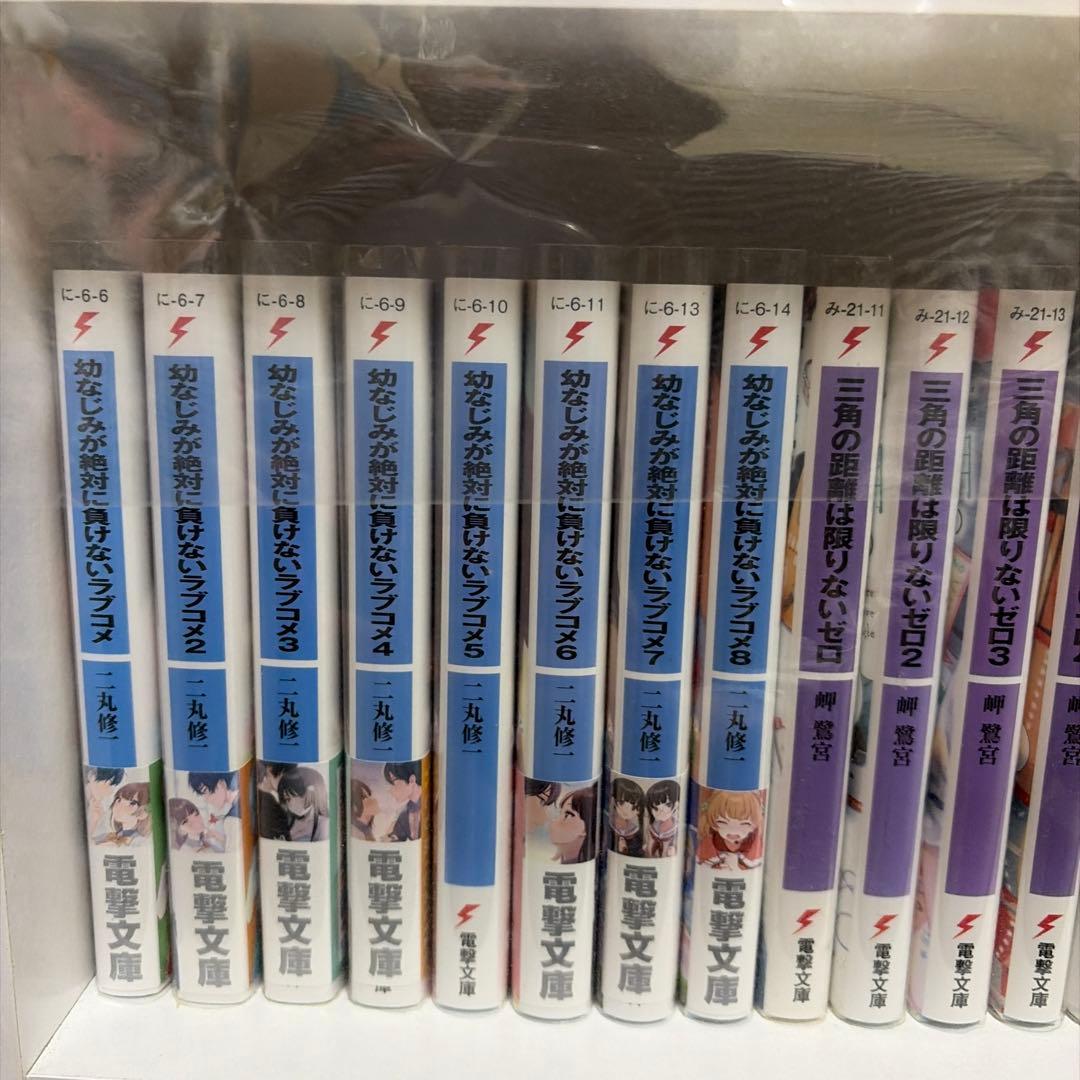 に-6-6
幼なじみが絶対に負けないラブコメ
二丸修一
電撃文庫
に-6-7
幼なじみが絶対に負けないラブコメ2
二丸修一
電撃文庫
に-6-8
幼なじみが絶対に負けないラブコメ3
二丸修一
電撃文庫
に-6-9
幼なじみが絶対に負けないラブコメ4
二丸修一
電撃文庫
に-6-10
幼なじみが絶対に負けないラブコメ5
二丸修一
電撃文庫
に-6-11
幼なじみが絶対に負けないラブコメ6
二丸修一
電撃文庫
に-6-13
幼なじみが絶対に負けないラブコメ7
二丸修一
電撃文庫
に-6-14
幼なじみが絶対に負けないラブコメ8
二丸修一
電撃文庫
み-21-11
三角の距離は限りないゼロ
岬 鷺宮
電撃文庫
み-21-12
三角の距離は限りないゼロ2
岬 鷺宮
電撃文庫
み-21-13
三角の距離は限りないゼロ3
岬 鷺宮
電撃文庫